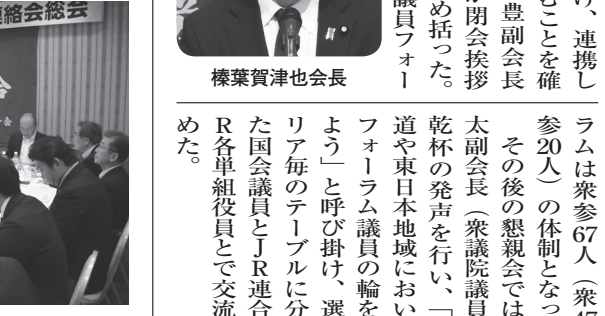 連絡会総会
け、連携し
むことを確
豊副会長
が閉会挨拶
め括った。
議員フォー
榛葉賀津也会長
ラムは衆参67人（衆47
参20人）の体制となっ
その後の懇親会では
太副会長（衆議院議員
乾杯の発声を行い、「
道や東日本地域におい
フォーラム議員の輪を
よう」と呼び掛け、選
リア毎のテーブルに分
た国会議員とJR連合
R各単組役員とで交流
めた。